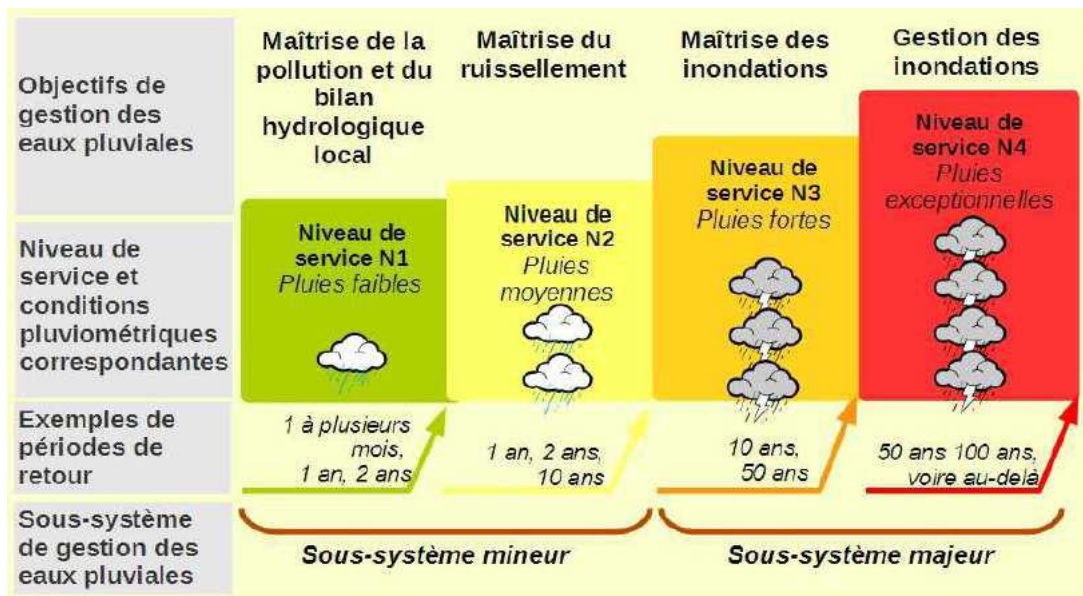 Objectifs de
gestion des
eaux pluviales
Maîtrise de la
pollution et du
bilan
hydrologique
local
Maîtrise du
ruissellement
Maîtrise des
inondations
Gestion des
inondations
Niveau de
service et
conditions
pluviométriques
correspondantes
Niveau de
service N1
Pluies faibles
Niveau de
service N2
Pluies
moyennes
Niveau de
service N3
Pluies fortes
Niveau de
service N4
Pluies
exceptionnelles
Exemples de
périodes de
retour
1 à plusieurs
mois,
1 an, 2 ans
1 an, 2 ans,
10 ans
10 ans,
50 ans
50 ans 100 ans,
voire au-delà
Sous-système
de gestion des
eaux pluviales
Sous-système mineur
Sous-système majeur